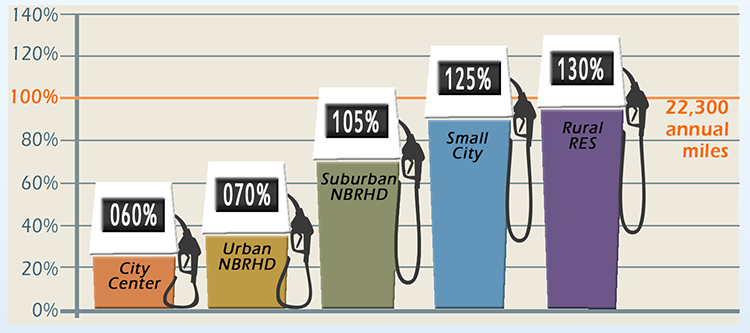 140%
120%
100%
80%
60%
40%
20%
0%
060%
City
Center
070%
Urban
NBRHD
105%
Suburban
NBRHD
125%
Small
City
130%
Rural
RES
22,300
annual
miles